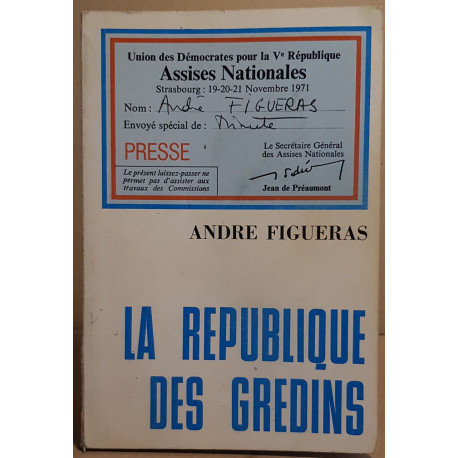 Union des Démocrates pour la Vᵉ République
Assises Nationales
Strasbourg : 19-20-21 Novembre 1971
Nom : André FIGUERAS
Envoyé spécial de : Minute
PRESSE
Le présent laissez-passer ne
permet pas d'assister aux
travaux des Commissions
Le Secrétaire Général
des Assises Nationales
Jean de Préaumont
ANDRE FIGUERAS
LA REPUBLIQUE
DES GREDINS